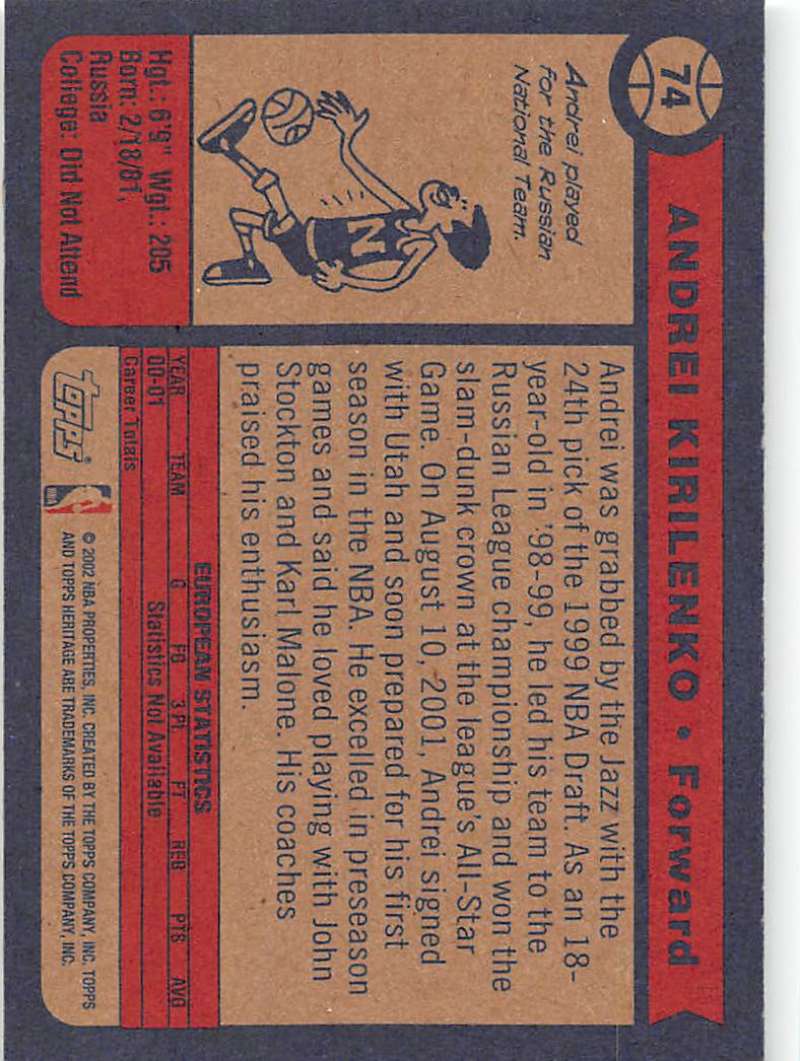 74
ANDREI KIRILENKO • Forward
Andrei played
for the Russian
National Team.
N
Hgt.: 6'9" Wgt.: 205
Born: 2/18/81,
Russia
College: Did Not Attend
Andrei was grabbed by the Jazz with the
24th pick of the 1999 NBA Draft. As an 18-
year-old in '98-99, he led his team to the
Russian League championship and won the
slam-dunk crown at the league's All-Star
Game. On August 10, 2001, Andrei signed
with Utah and soon prepared for his first
season in the NBA. He excelled in preseason
games and said he loved playing with John
Stockton and Karl Malone. His coaches
praised his enthusiasm.
EUROPEAN STATISTICS
YEAR TEAM G FG 3 Pt FT REB PTS AVG
00-01 Statistics Not Available
Career Totals
topps® NBA
© 2002 NBA PROPERTIES, INC. CREATED BY THE TOPPS COMPANY, INC. TOPPS
AND TOPPS HERITAGE ARE TRADEMARKS OF THE TOPPS COMPANY, INC.